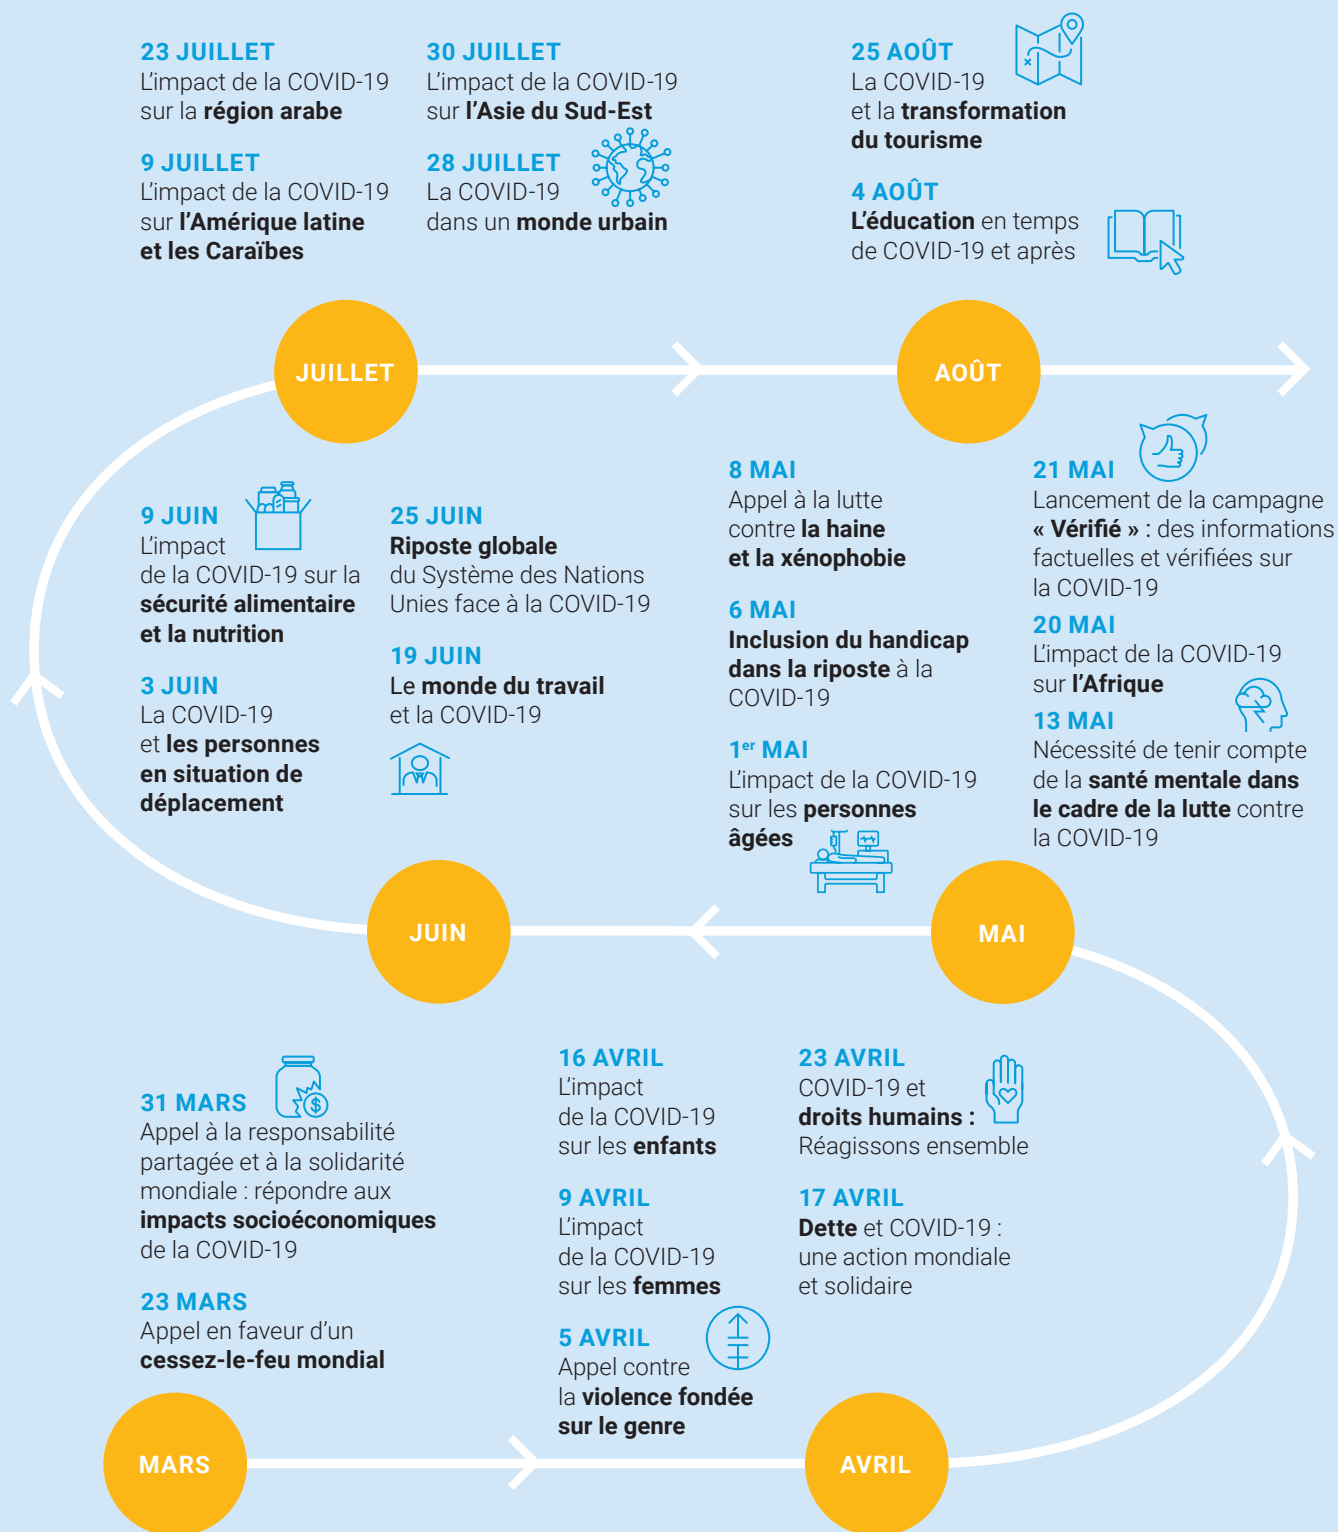 23 JUILLET
L'impact de la COVID-19
sur la région arabe
9 JUILLET
L'impact de la COVID-19
sur l'Amérique latine
et les Caraïbes
30 JUILLET
L'impact de la COVID-19
sur l'Asie du Sud-Est
28 JUILLET
La COVID-19
dans un monde urbain
25 AOÛT
La COVID-19
et la transformation
du tourisme
4 AOÛT
L'éducation en temps
de COVID-19 et après
JUILLET
AOÛT
9 JUIN
L'impact
de la COVID-19 sur la
sécurité alimentaire
et la nutrition
3 JUIN
La COVID-19
et les personnes
en situation de
déplacement
25 JUIN
Riposte globale
du Système des Nations
Unies face à la COVID-19
19 JUIN
Le monde du travail
et la COVID-19
8 MAI
Appel à la lutte
contre la haine
et la xénophobie
6 MAI
Inclusion du handicap
dans la riposte à la
COVID-19
1er MAI
L'impact de la COVID-19
sur les personnes
âgées
21 MAI
Lancement de la campagne
« Vérifié » : des informations
factuelles et vérifiées sur
la COVID-19
20 MAI
L'impact de la COVID-19
sur l'Afrique
13 MAI
Nécessité de tenir compte
de la santé mentale dans
le cadre de la lutte contre
la COVID-19
JUIN
MAI
31 MARS
Appel à la responsabilité
partagée et à la solidarité
mondiale : répondre aux
impacts socioéconomiques
de la COVID-19
23 MARS
Appel en faveur d'un
cessez-le-feu mondial
16 AVRIL
L'impact
de la COVID-19
sur les enfants
9 AVRIL
L'impact
de la COVID-19
sur les femmes
5 AVRIL
Appel contre
la violence fondée
sur le genre
23 AVRIL
COVID-19 et
droits humains :
Réagissons ensemble
17 AVRIL
Dette et COVID-19 :
une action mondiale
et solidaire
MARS
AVRIL